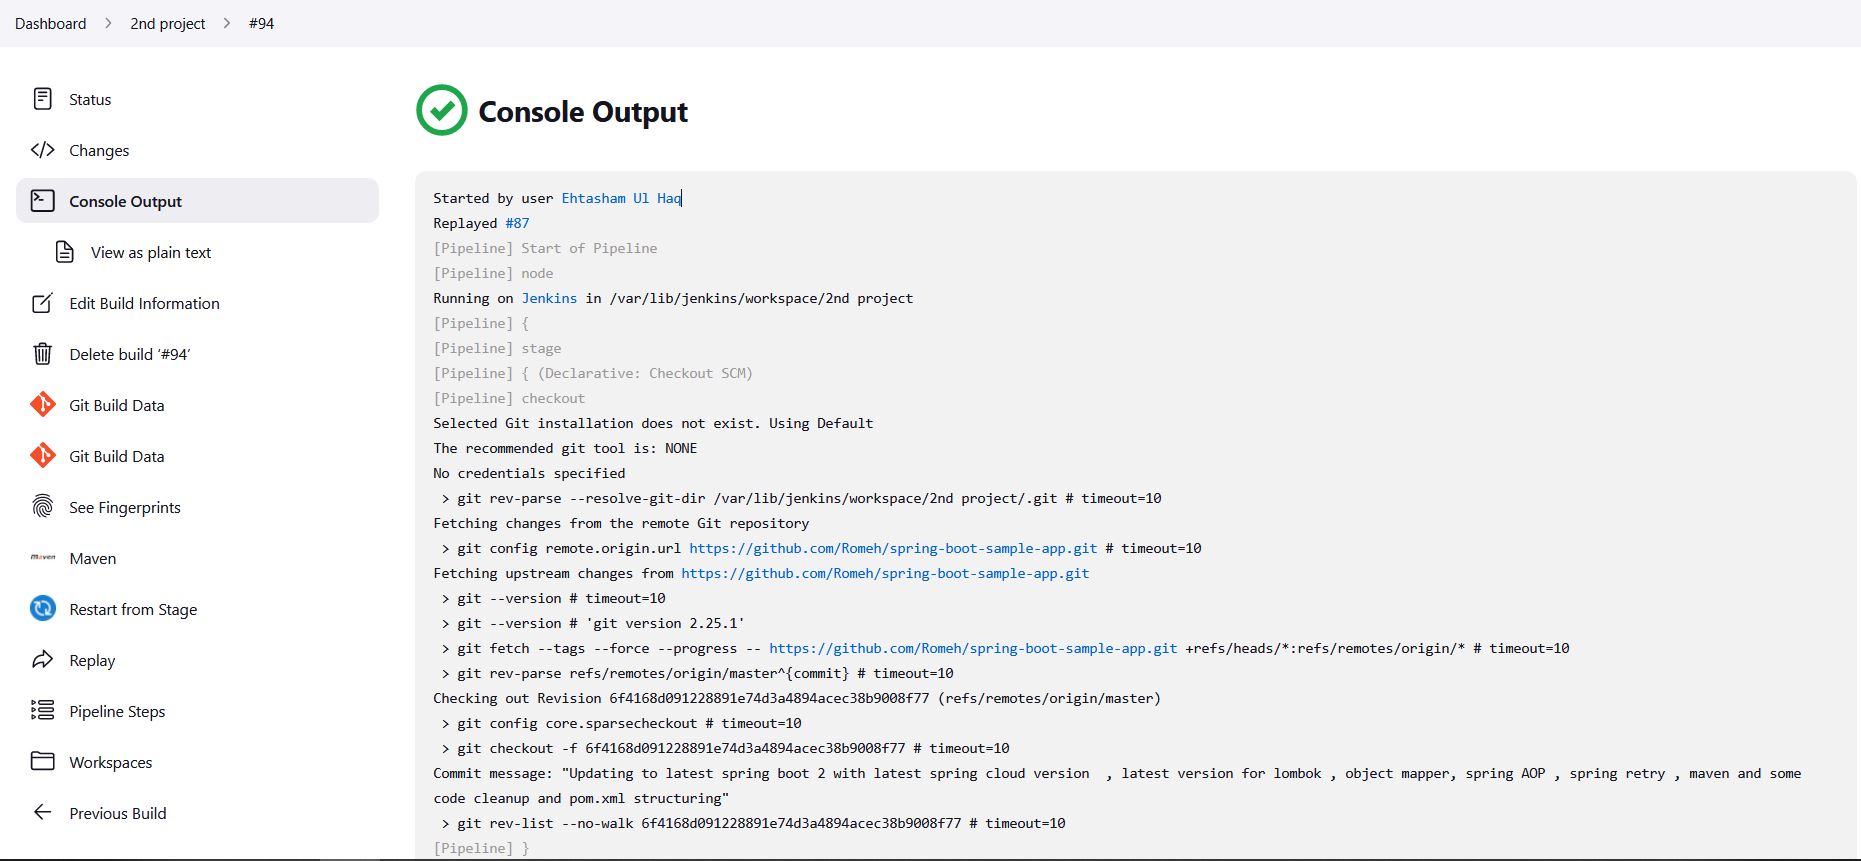 Dashboard > 2nd project > #94
Status
Changes
Console Output
View as plain text
Edit Build Information
Delete build ‘#94’
Git Build Data
Git Build Data
See Fingerprints
Maven
Maven
Restart from Stage
Replay
Pipeline Steps
Workspaces
Previous Build
Console Output
Started by user Ehtasham Ul Haq
Replayed #87
[Pipeline] Start of Pipeline
[Pipeline] node
Running on Jenkins in /var/lib/jenkins/workspace/2nd project
[Pipeline] {
[Pipeline] stage
[Pipeline] { (Declarative: Checkout SCM)
[Pipeline] checkout
Selected Git installation does not exist. Using Default
The recommended git tool is: NONE
No credentials specified
 > git rev-parse --resolve-git-dir /var/lib/jenkins/workspace/2nd project/.git # timeout=10
Fetching changes from the remote Git repository
 > git config remote.origin.url https://github.com/Romeh/spring-boot-sample-app.git # timeout=10
Fetching upstream changes from https://github.com/Romeh/spring-boot-sample-app.git
 > git --version # timeout=10
 > git --version # 'git version 2.25.1'
 > git fetch --tags --force --progress -- https://github.com/Romeh/spring-boot-sample-app.git +refs/heads/*:refs/remotes/origin/* # timeout=10
 > git rev-parse refs/remotes/origin/master^{commit} # timeout=10
Checking out Revision 6f4168d091228891e74d3a4894acec38b9008f77 (refs/remotes/origin/master)
 > git config core.sparsecheckout # timeout=10
 > git checkout -f 6f4168d091228891e74d3a4894acec38b9008f77 # timeout=10
Commit message: "Updating to latest spring boot 2 with latest spring cloud version  , latest version for lombok , object mapper, spring AOP , spring retry , maven and some
code cleanup and pom.xml structuring"
 > git rev-list --no-walk 6f4168d091228891e74d3a4894acec38b9008f77 # timeout=10
[Pipeline] }